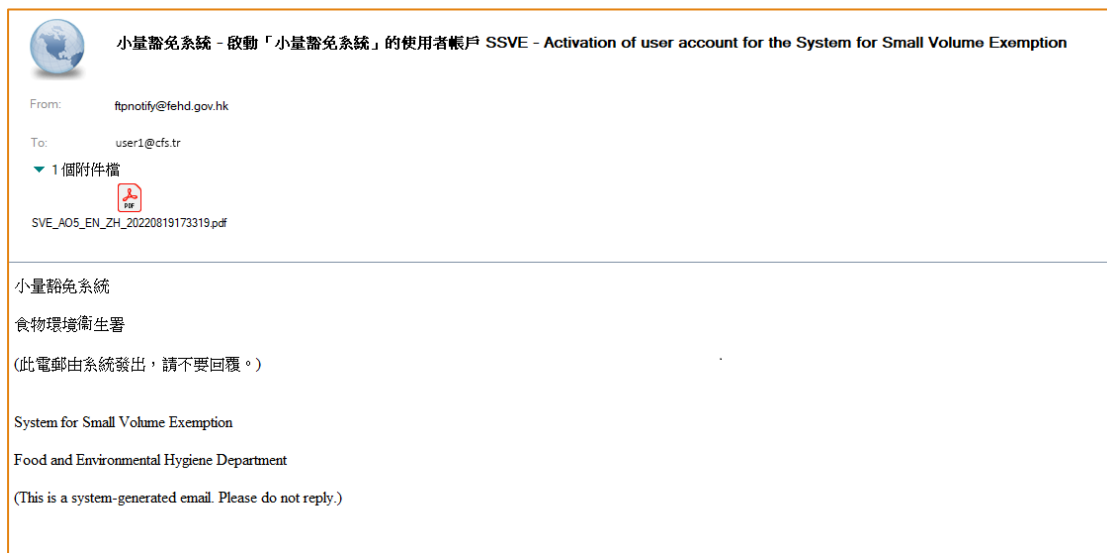 小量豁免系統 - 啟動「小量豁免系統」的使用者帳戶 SSVE - Activation of user account for the System for Small Volume Exemption
From: ftpnotify@fehd.gov.hk
To: user1@cfs.tr
1 個附件檔
PDF
SVE_AO5_EN_ZH_20220819173319.pdf
小量豁免系統
食物環境衞生署
(此電郵由系統發出，請不要回覆。)
System for Small Volume Exemption
Food and Environmental Hygiene Department
(This is a system-generated email. Please do not reply.)